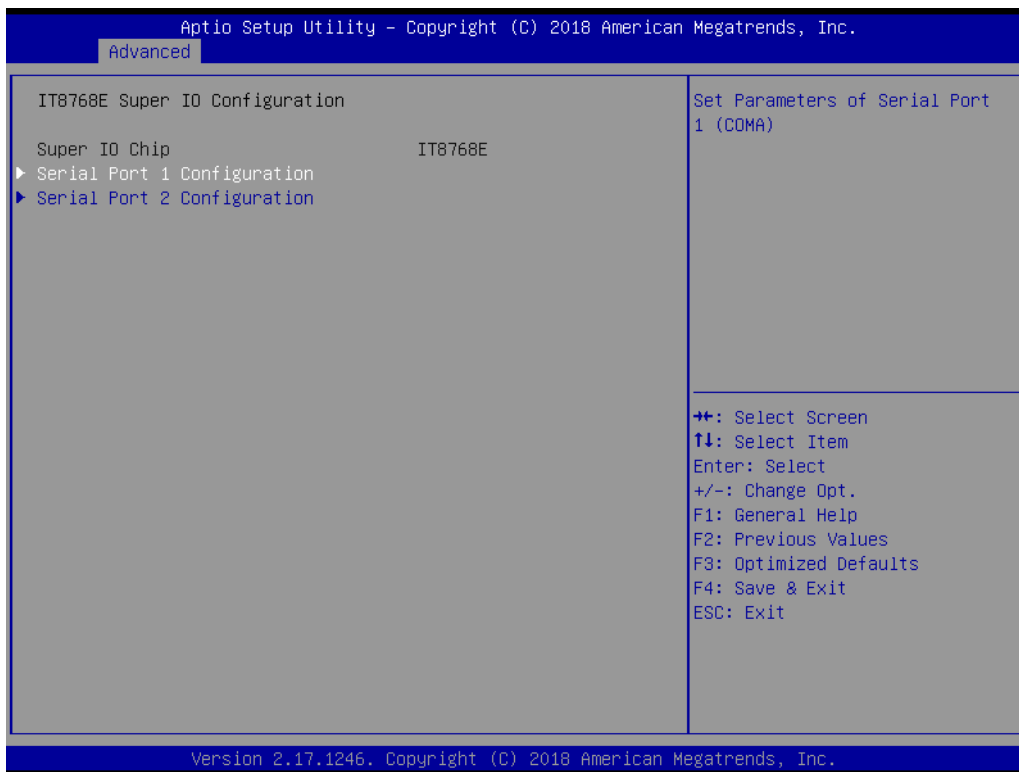 Aptio Setup Utility – Copyright (C) 2018 American Megatrends, Inc.
Advanced
IT8768E Super IO Configuration
Super IO Chip IT8768E
Serial Port 1 Configuration
Serial Port 2 Configuration
Set Parameters of Serial Port
1 (COMA)
→←: Select Screen
↑↓: Select Item
Enter: Select
+/-: Change Opt.
F1: General Help
F2: Previous Values
F3: Optimized Defaults
F4: Save & Exit
ESC: Exit
Version 2.17.1246. Copyright (C) 2018 American Megatrends, Inc.